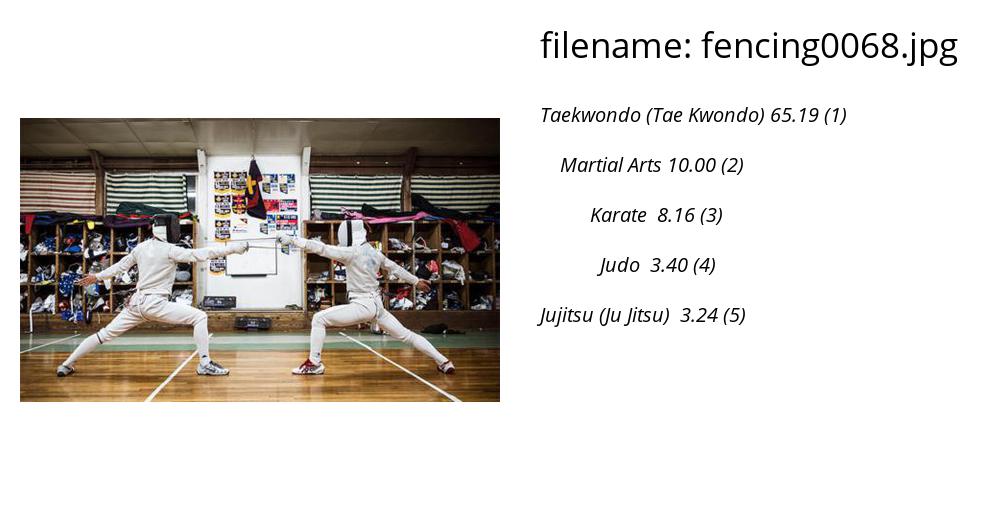 filename: fencing0068.jpg
Taekwondo (Tae Kwondo) 65.19 (1)
Martial Arts 10.00 (2)
Karate 8.16 (3)
Judo 3.40 (4)
Jujitsu (Ju Jitsu) 3.24 (5)